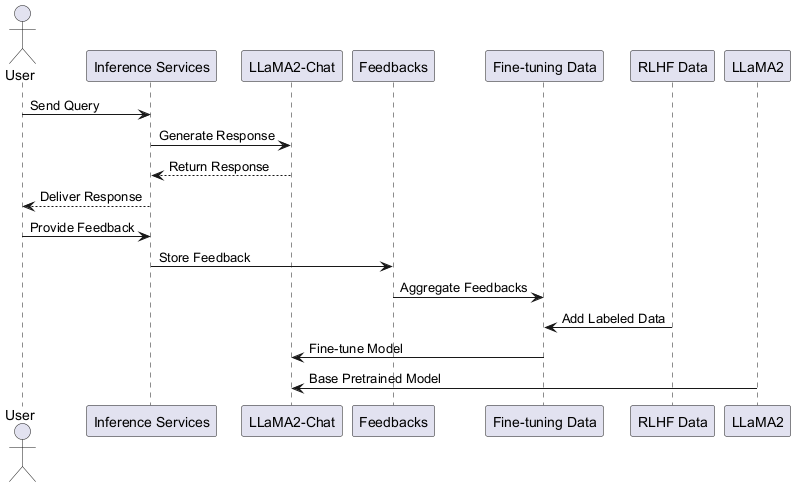 User
Inference Services
LLaMA2-Chat
Feedbacks
Fine-tuning Data
RLHF Data
LLaMA2
Send Query
Generate Response
Return Response
Deliver Response
Provide Feedback
Store Feedback
Aggregate Feedbacks
Add Labeled Data
Fine-tune Model
Base Pretrained Model
User
Inference Services
LLaMA2-Chat
Feedbacks
Fine-tuning Data
RLHF Data
LLaMA2